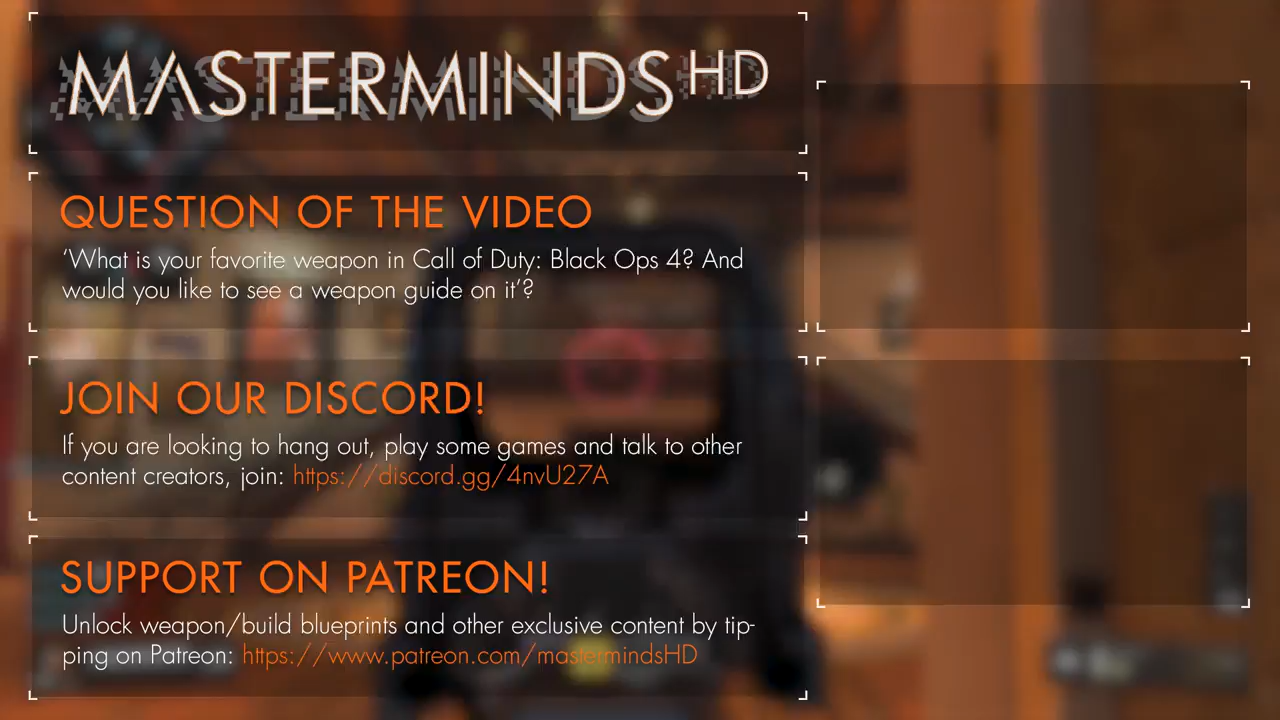 MASTERMINDS HD
QUESTION OF THE VIDEO
‘What is your favorite weapon in Call of Duty: Black Ops 4? And
would you like to see a weapon guide on it’?
JOIN OUR DISCORD!
If you are looking to hang out, play some games and talk to other
content creators, join: https://discord.gg/4nvU27A
SUPPORT ON PATREON!
Unlock weapon/build blueprints and other exclusive content by tip-
ping on Patreon: https://www.patreon.com/mastermindsHD